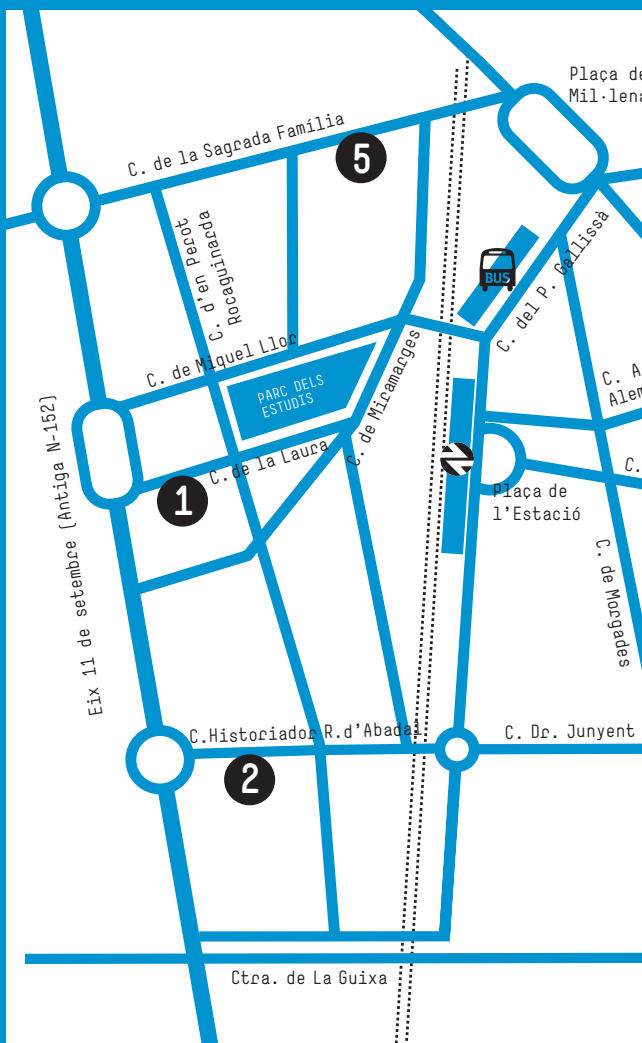 Plaça de
Mil·lena
C. de la Sagrada Família
5
C. d'en Perot
Rocaguinarda
BUS
C. del P. Gallissà
C. de Miquel Llor
PARC DELS
ESTUDIS
C. de Miramarges
C. A
Alem
C. de la Laura
C.
1
Plaça de
l'Estació
Eix 11 de setembre (Antiga N-152)
C. de Morgades
C.Historiador R.d'Abadal
C. Dr. Junyent
2
Ctra. de La Guixa